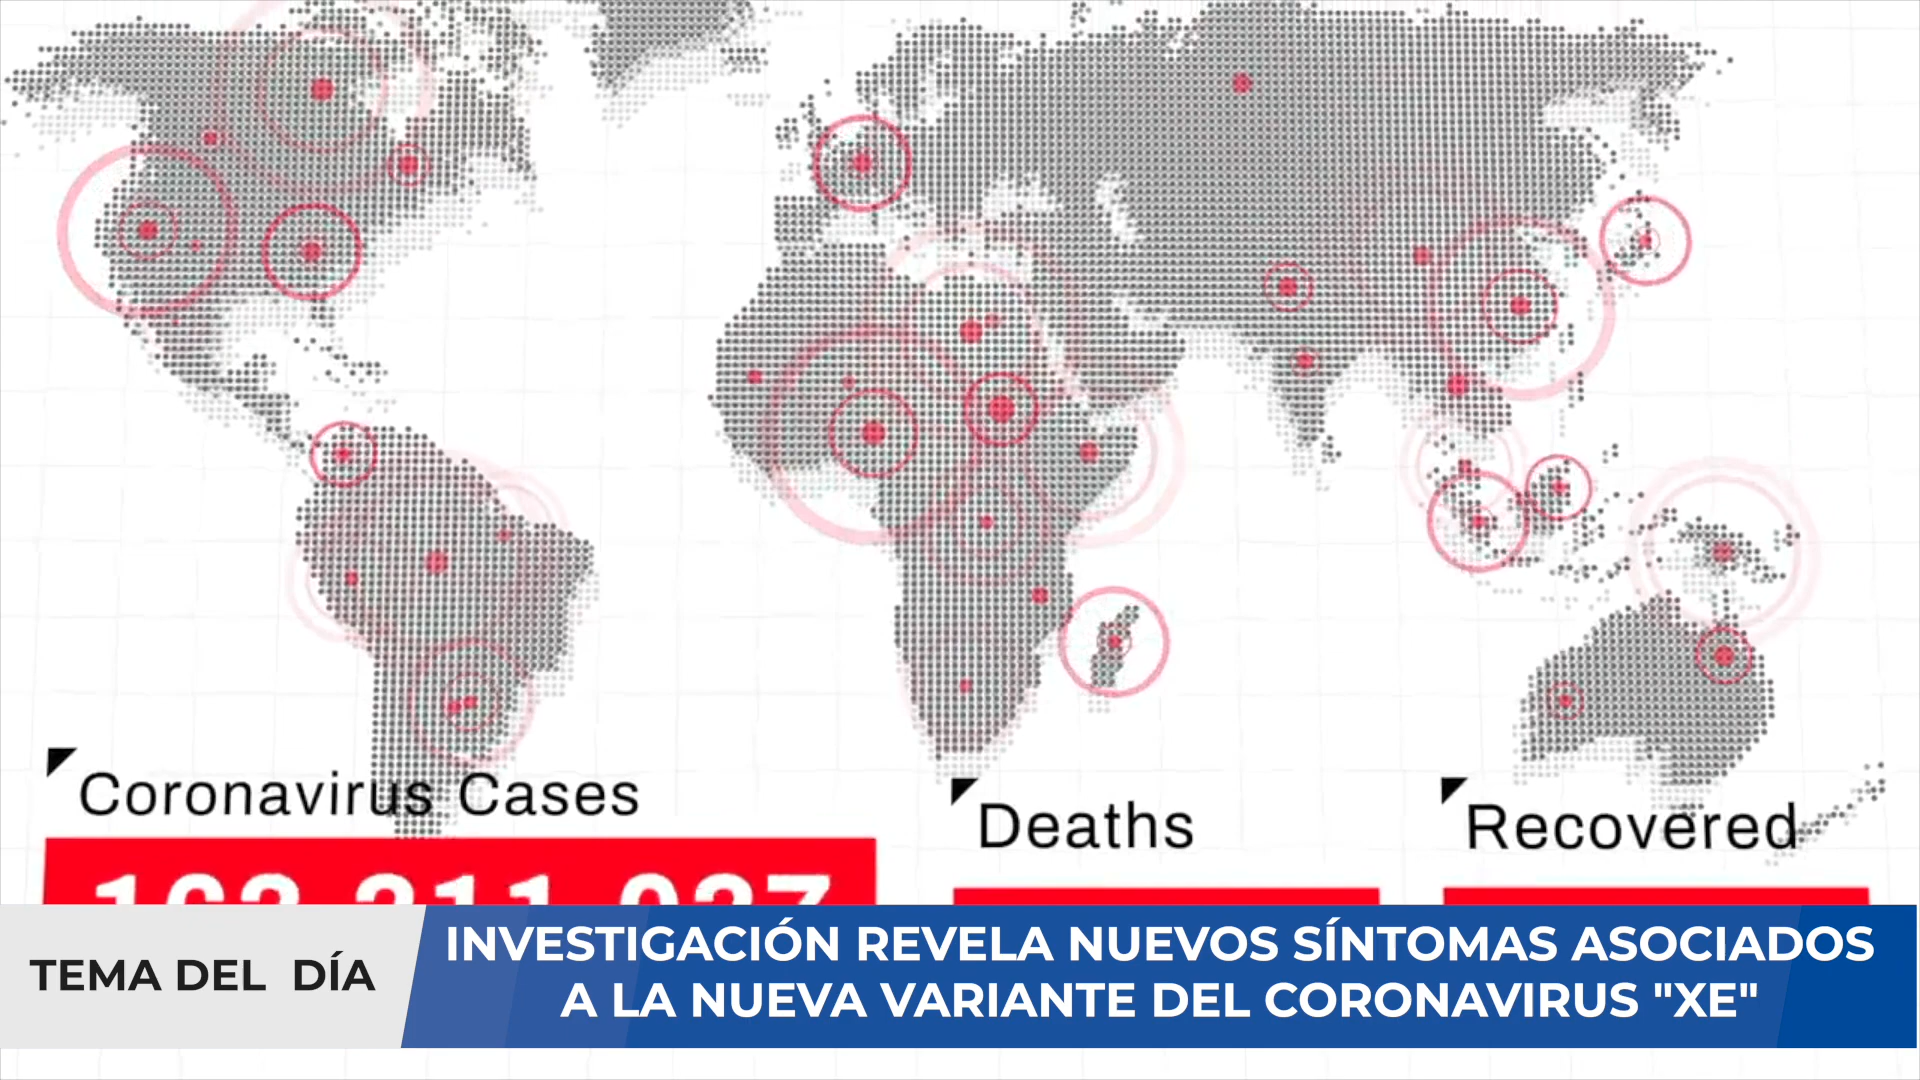 Coronavirus Cases
Deaths
Recovered
TEMA DEL DÍA
INVESTIGACIÓN REVELA NUEVOS SÍNTOMAS ASOCIADOS
A LA NUEVA VARIANTE DEL CORONAVIRUS "XE"